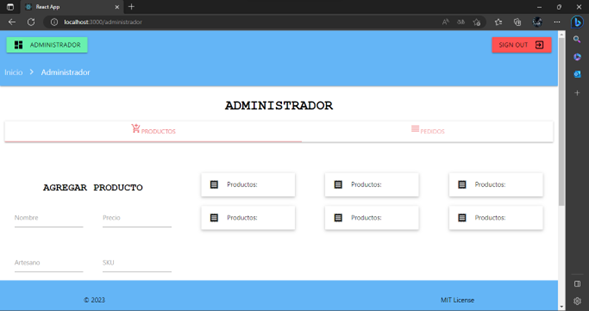 React App
localhost:3000/administrador
ADMINISTRADOR
SIGN OUT
Inicio > Administrador
ADMINISTRADOR
PRODUCTOS
PEDIDOS
AGREGAR PRODUCTO
Productos:
Productos:
Productos:
Productos:
Productos:
Productos:
Nombre
Precio
Artesano
SKU
© 2023
MIT License